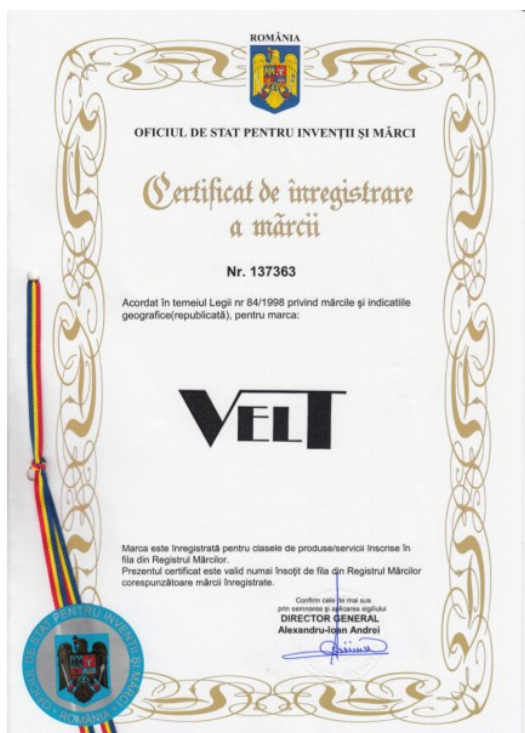 ROMÂNIA
OFICIUL DE STAT PENTRU INVENȚII ȘI MĂRCI
Certificat de înregistrare
a mărcii
Nr. 137363
Acordat în temeiul Legii nr 84/1998 privind mărcile şi indicatiile
geografice(republicată), pentru marca:
VELT
Marca este înregistrată pentru clasele de produse/servicii înscrise în
fila din Registrul Mărcilor.
Prezentul certificat este valid numai însoţit de fila din Registrul Mărcilor
corespunzătoare mărcii înregistrate.
Confirm cele de mai sus
prin semnarea şi aplicarea sigiliului
DIRECTOR GENERAL
Alexandru-Ioan Andrei
OFICIUL DE STAT PENTRU INVENȚII ȘI MĂRCI
ROMÂNIA